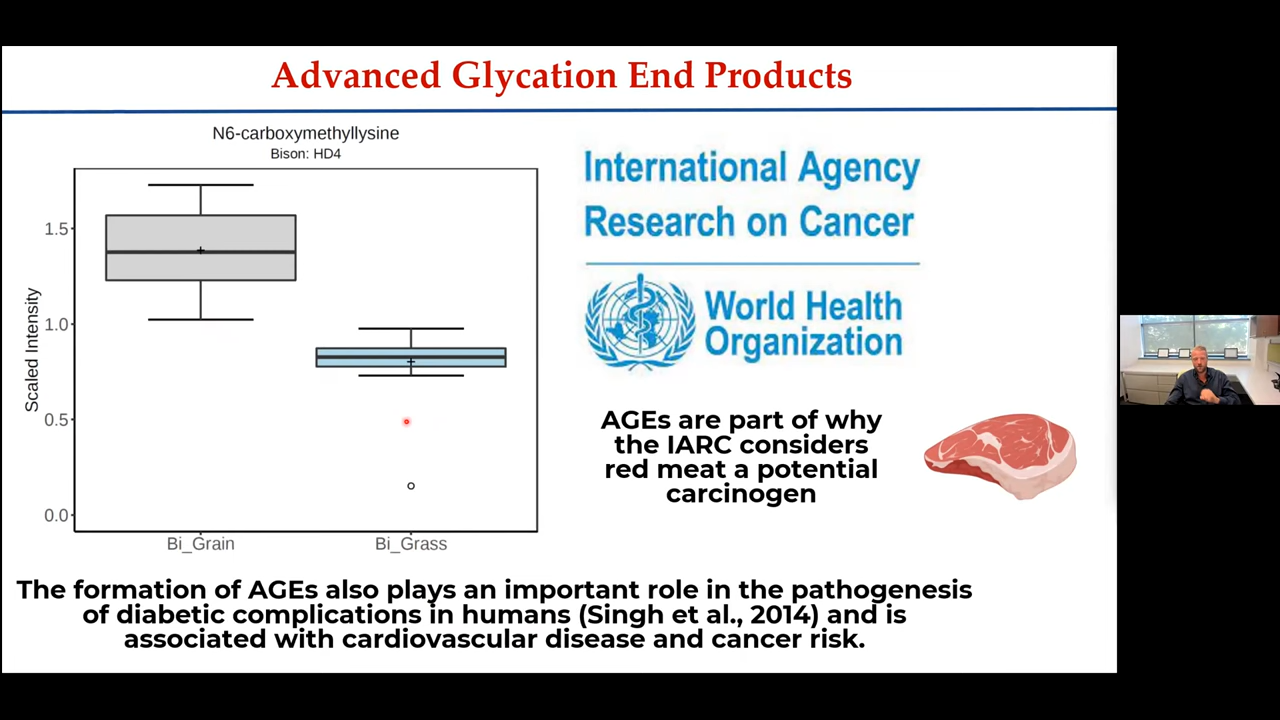 Advanced Glycation End Products
N6-carboxymethyllysine
Bison: HD4
Scaled Intensity
1.5
1.0
0.5
0.0
Bi_Grain
Bi_Grass
International Agency
Research on Cancer
World Health
Organization
AGEs are part of why
the IARC considers
red meat a potential
carcinogen
The formation of AGEs also plays an important role in the pathogenesis
of diabetic complications in humans (Singh et al., 2014) and is
associated with cardiovascular disease and cancer risk.